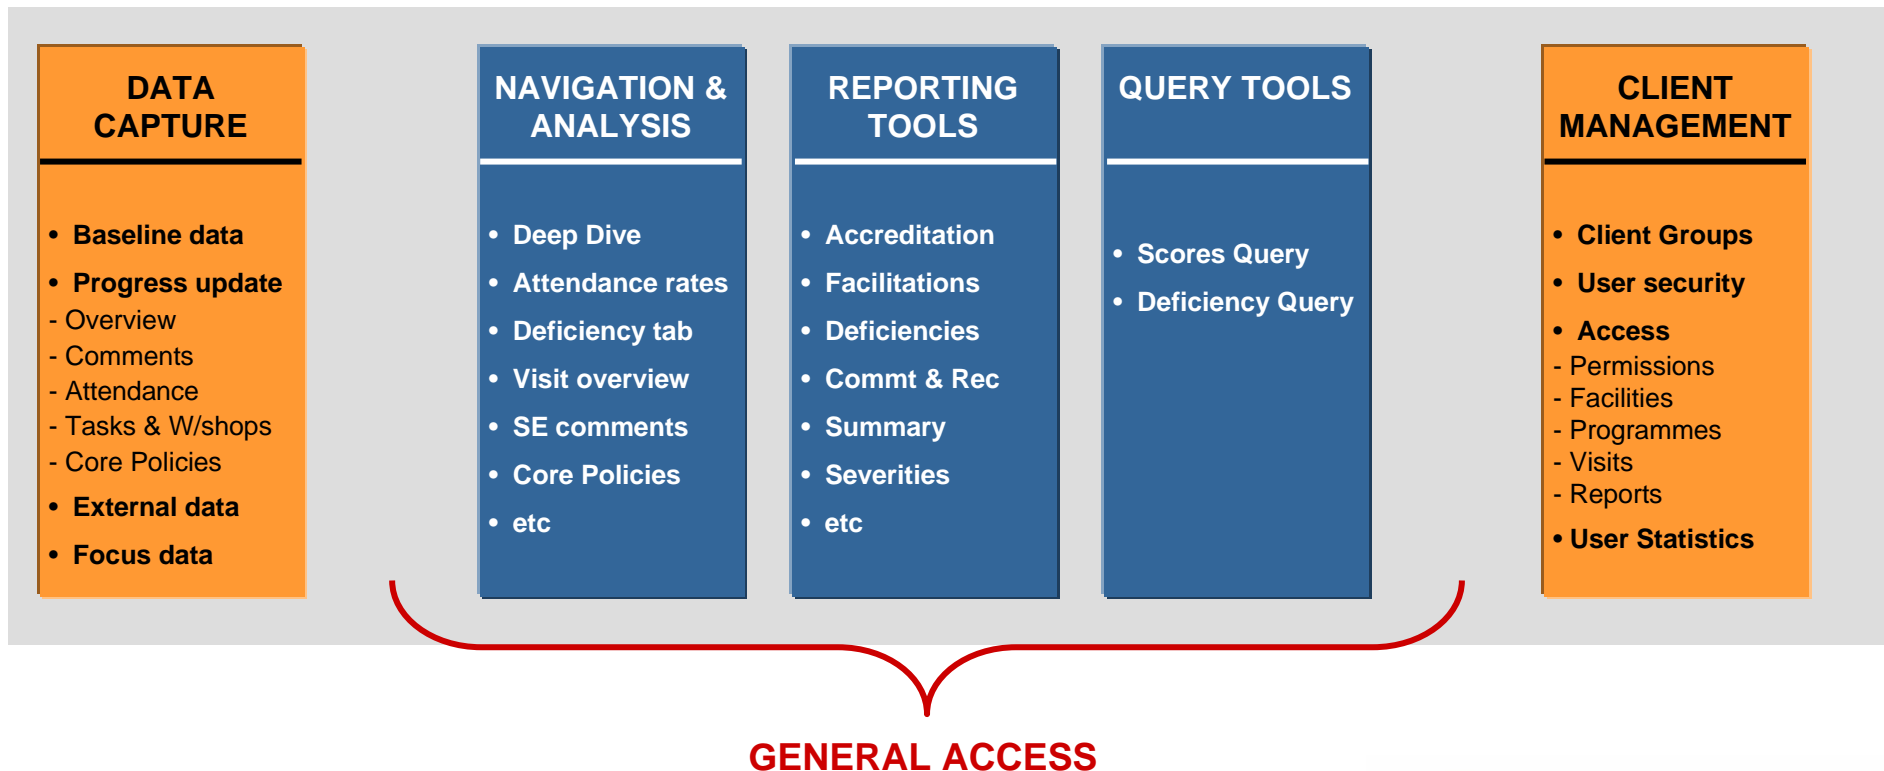 DATA
CAPTURE
• Baseline data
• Progress update
- Overview
- Comments
- Attendance
- Tasks & W/shops
- Core Policies
• External data
• Focus data
NAVIGATION &
ANALYSIS
• Deep Dive
• Attendance rates
• Deficiency tab
• Visit overview
• SE comments
• Core Policies
• etc
REPORTING
TOOLS
• Accreditation
• Facilitations
• Deficiencies
• Commt & Rec
• Summary
• Severities
• etc
QUERY TOOLS
• Scores Query
• Deficiency Query
CLIENT
MANAGEMENT
• Client Groups
• User security
• Access
- Permissions
- Facilities
- Programmes
- Visits
- Reports
• User Statistics
GENERAL ACCESS